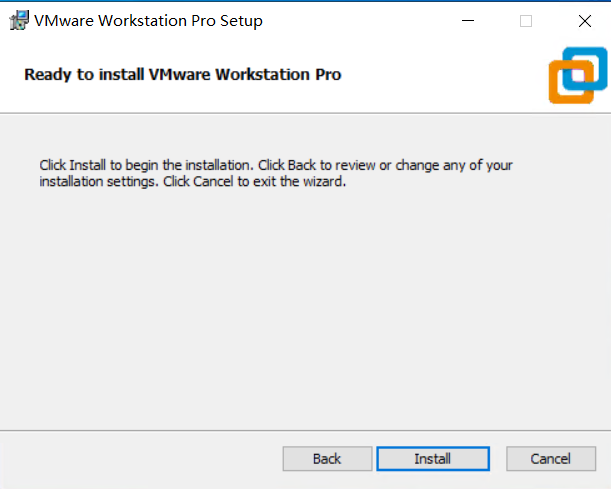 VMware Workstation Pro Setup
Ready to install VMware Workstation Pro
Click Install to begin the installation. Click Back to review or change any of your
installation settings. Click Cancel to exit the wizard.
Back Install Cancel